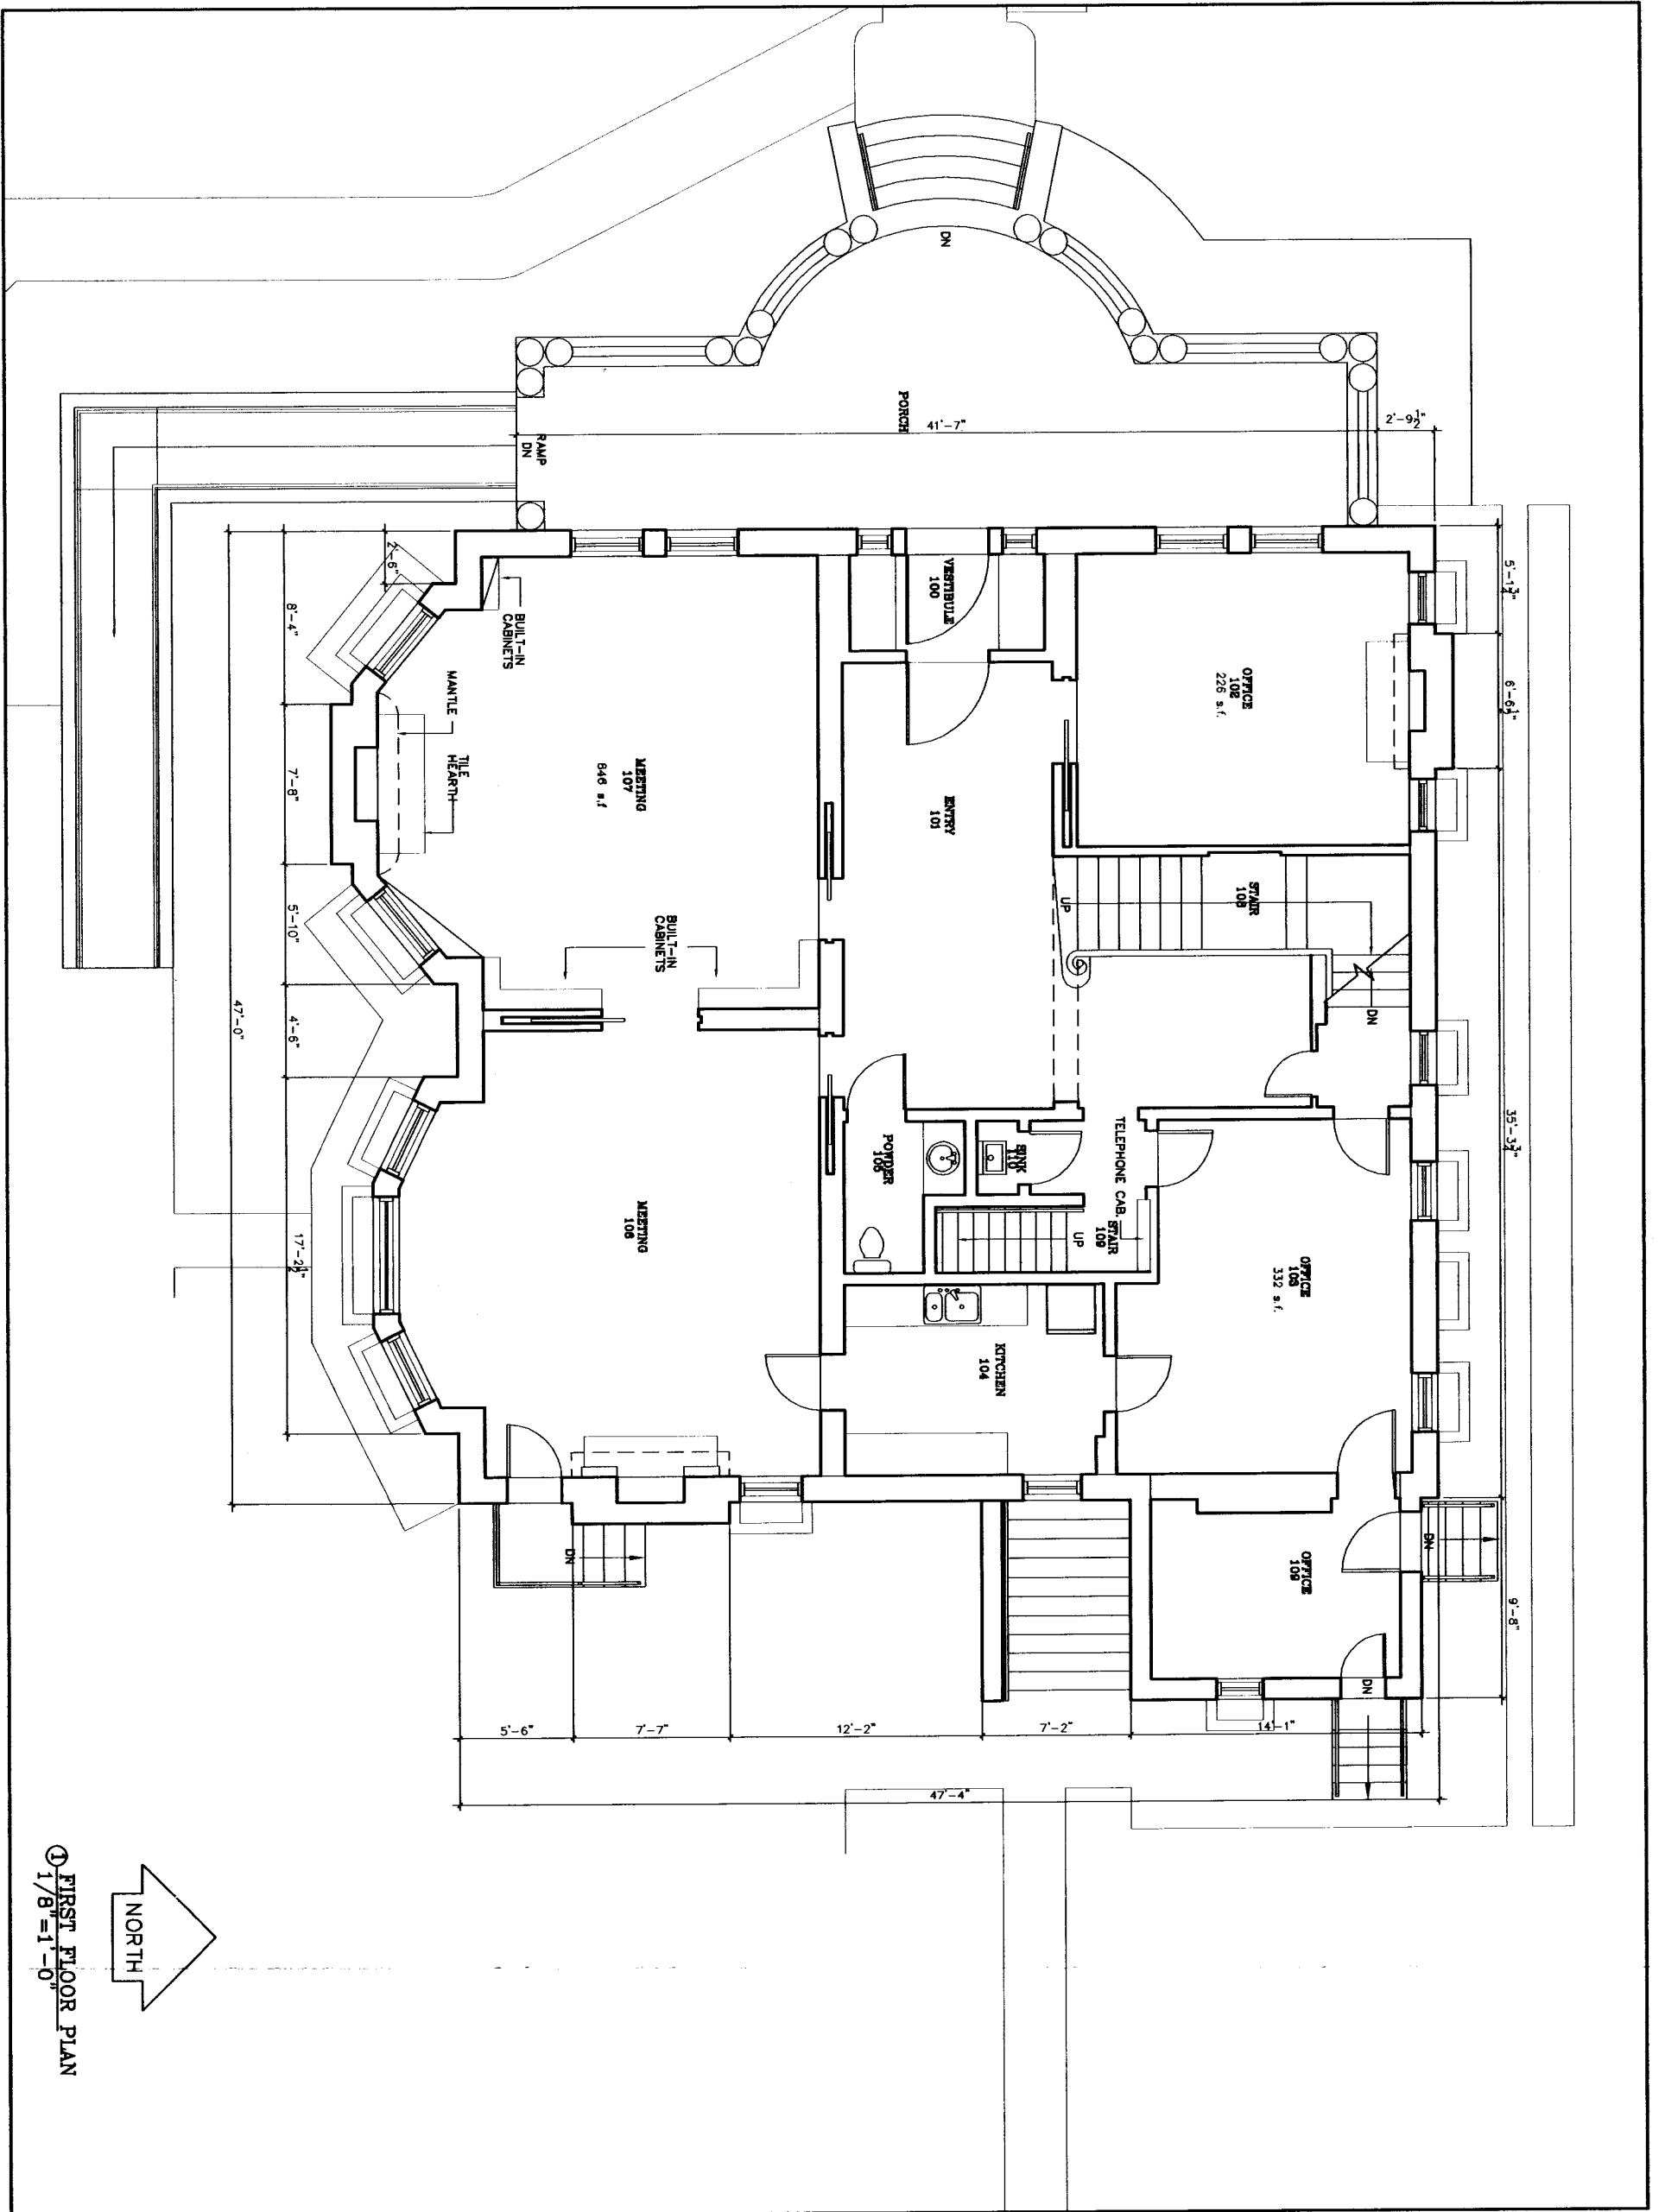 DN
PORCH
41'-7"
2'-9½"
RAMP
DN
VESTIBULE
100
OFFICE
102
226 s.f.
5'-1¾"
6'-6½"
35'-3¾"
9'-8"
ENTRY
101
STAIR
108
UP
DN
BUILT-IN
CABINETS
MANTLE
TILE
HEARTH
MEETING
107
846 s.f
BUILT-IN
CABINETS
2'-6"
8'-4"
7'-8"
5'-10"
4'-6"
17'-2½"
47'-0"
POWDER
SINK
110
TELEPHONE CAB.
STAIR
109
UP
OFFICE
103
332 s.f.
MEETING
106
KITCHEN
104
OFFICE
109
DN
DN
DN
5'-6"
7'-7"
12'-2"
7'-2"
14'-1"
47'-4"
NORTH
1 FIRST FLOOR PLAN
1/8"=1'-0"